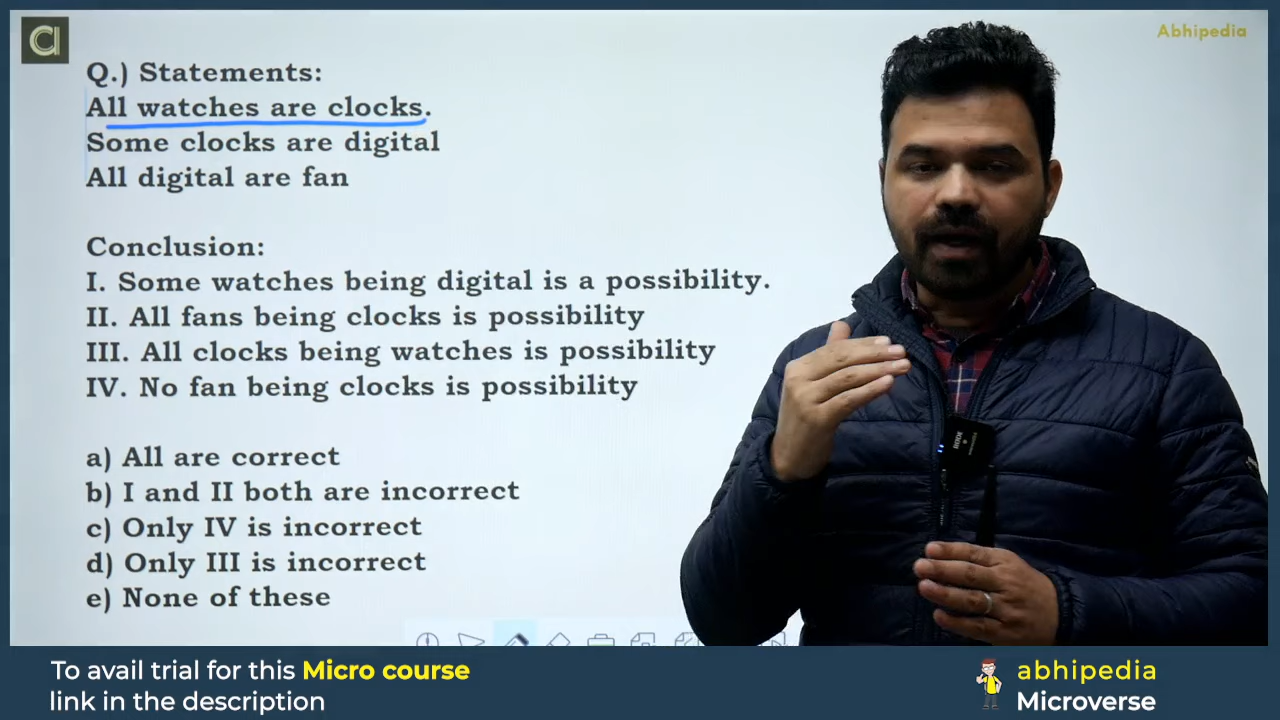 Abhipedia
Q.) Statements:
All watches are clocks.
Some clocks are digital
All digital are fan
Conclusion:
I. Some watches being digital is a possibility.
II. All fans being clocks is possibility
III. All clocks being watches is possibility
IV. No fan being clocks is possibility
a) All are correct
b) I and II both are incorrect
c) Only IV is incorrect
d) Only III is incorrect
e) None of these
RODE
To avail trial for this Micro course
link in the description
abhipedia
Microverse